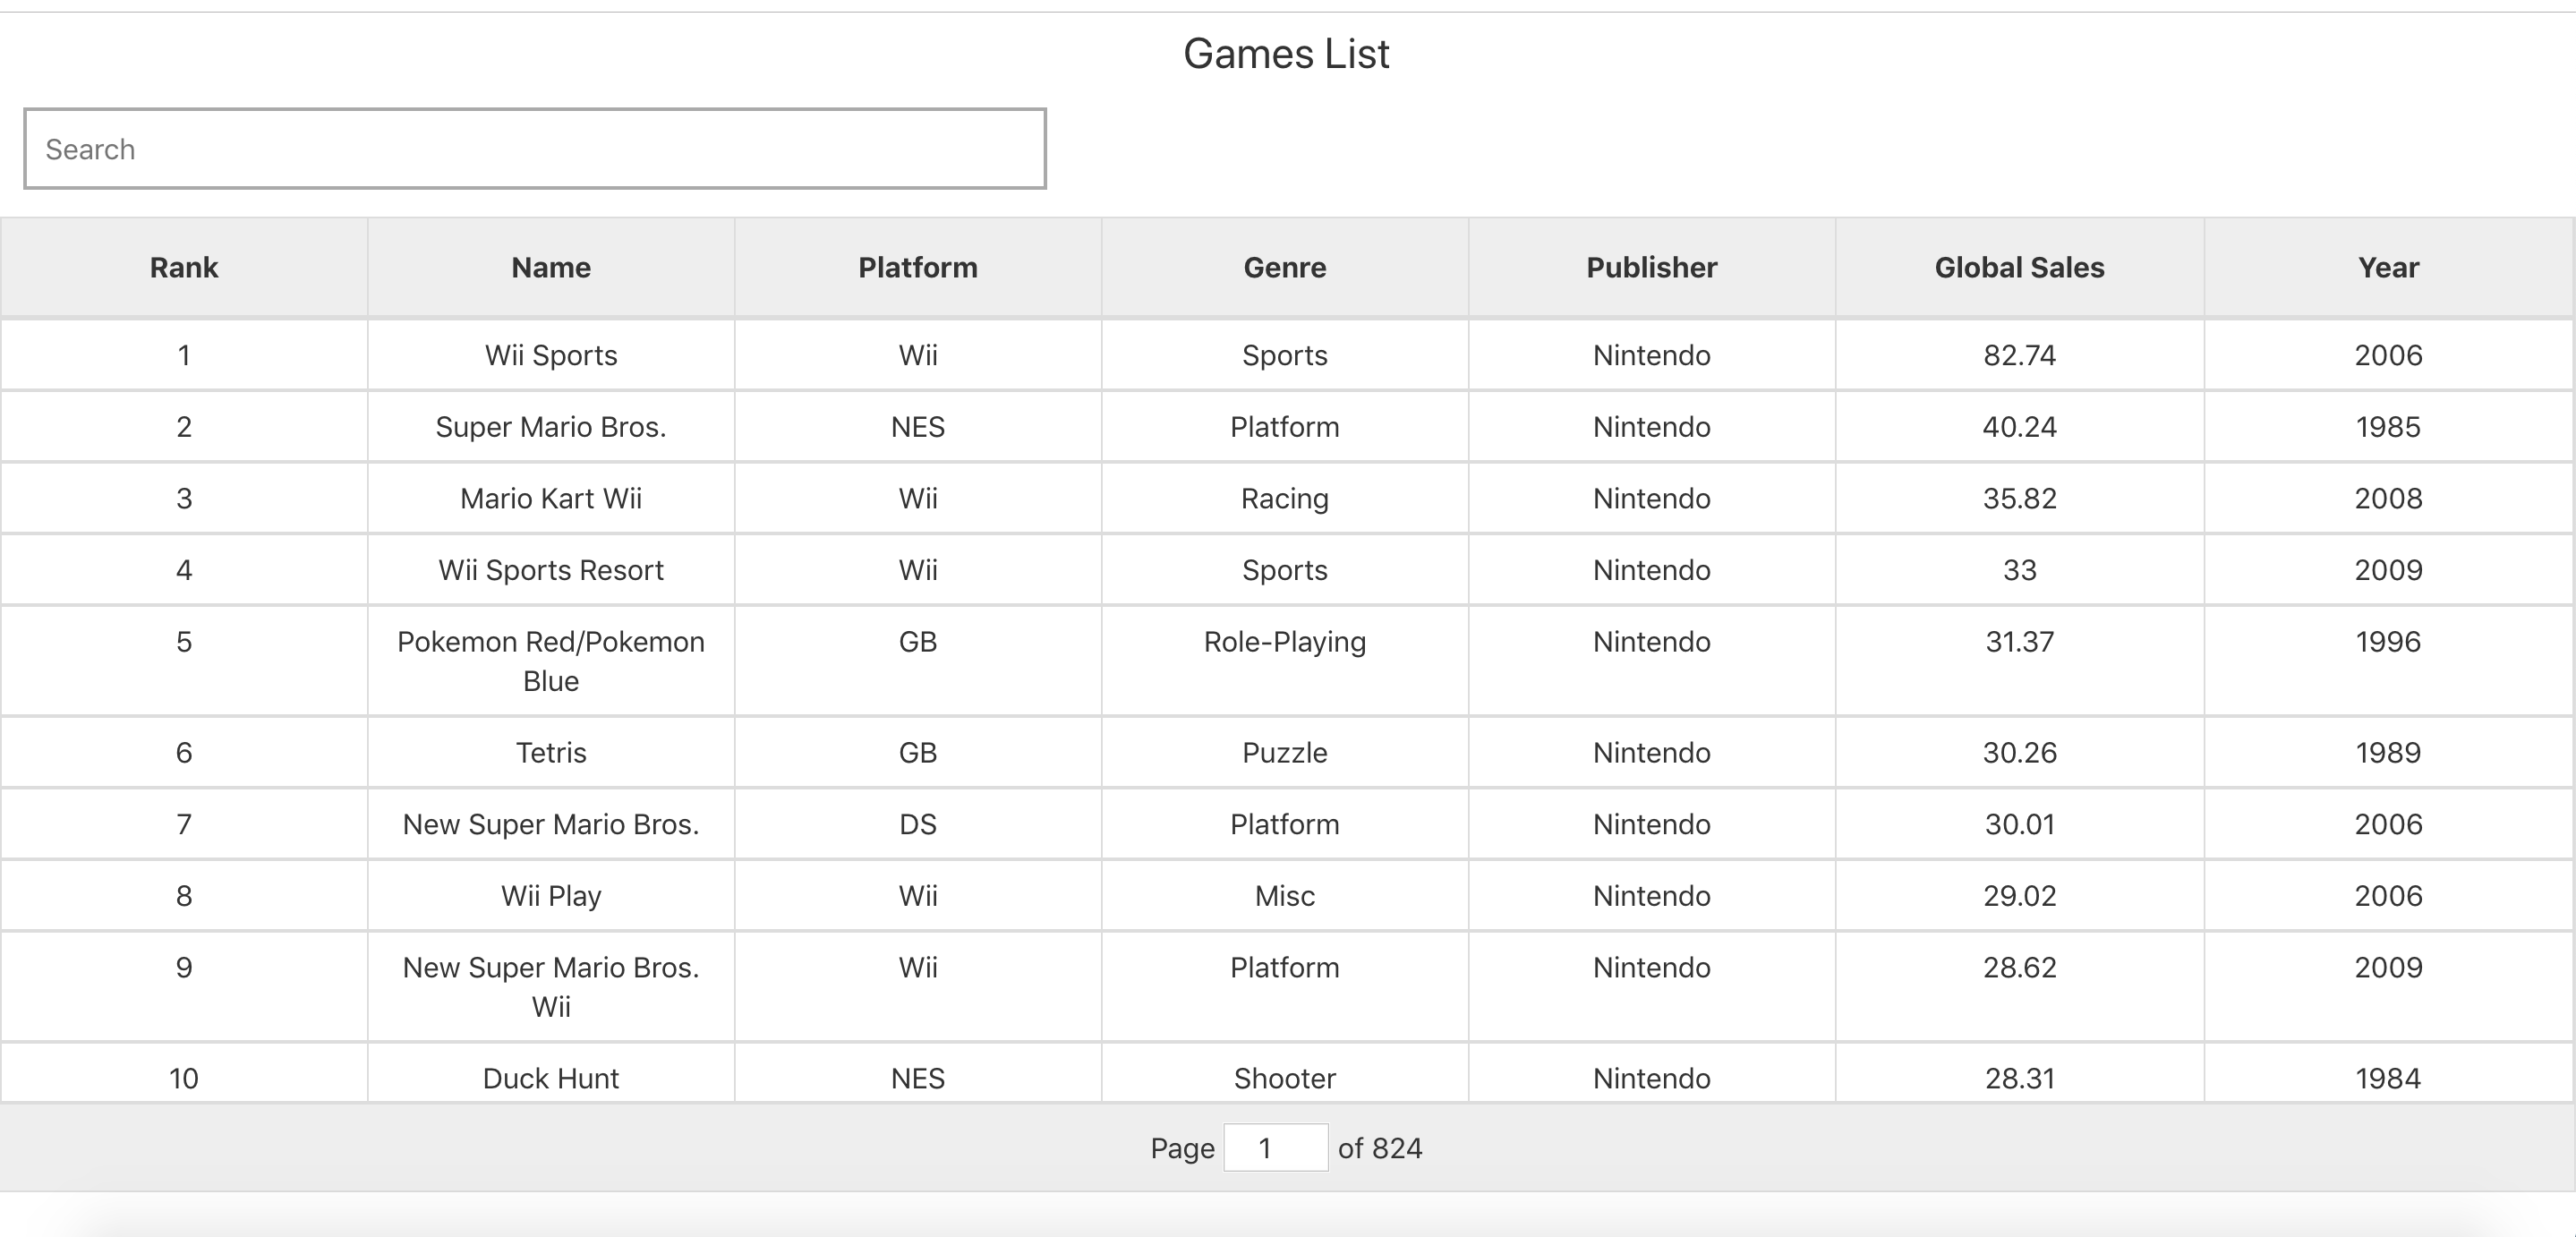 Games List
Search
Rank Name Platform Genre Publisher Global Sales Year
1 Wii Sports Wii Sports Nintendo 82.74 2006
2 Super Mario Bros. NES Platform Nintendo 40.24 1985
3 Mario Kart Wii Wii Racing Nintendo 35.82 2008
4 Wii Sports Resort Wii Sports Nintendo 33 2009
5 Pokemon Red/Pokemon GB Role-Playing Nintendo 31.37 1996
Blue
6 Tetris GB Puzzle Nintendo 30.26 1989
7 New Super Mario Bros. DS Platform Nintendo 30.01 2006
8 Wii Play Wii Misc Nintendo 29.02 2006
9 New Super Mario Bros. Wii Platform Nintendo 28.62 2009
Wii
10 Duck Hunt NES Shooter Nintendo 28.31 1984
Page 1 of 824